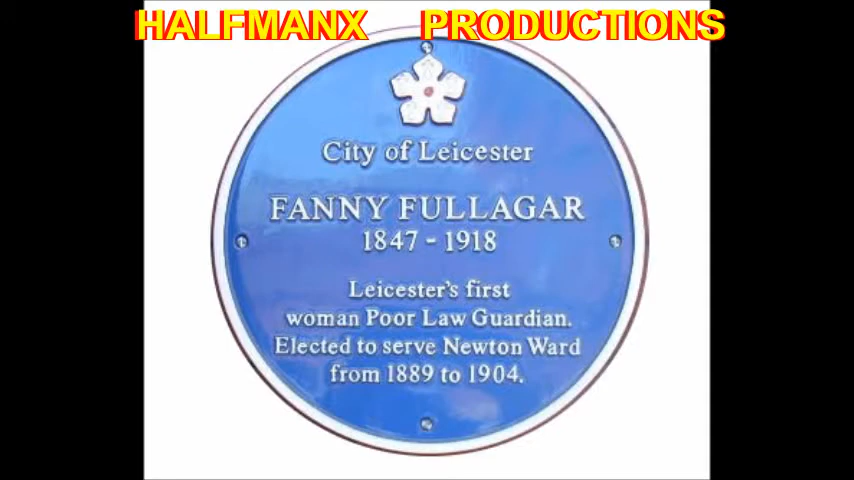 HALFMANX PRODUCTIONS
City of Leicester
FANNY FULLAGAR
1847 - 1918
Leicester's first
woman Poor Law Guardian.
Elected to serve Newton Ward
from 1889 to 1904.